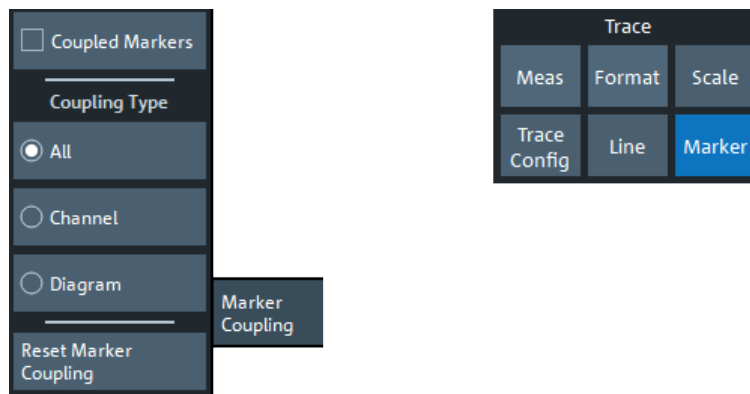 Coupled Markers
Coupling Type
All
Channel
Diagram
Reset Marker
Coupling
Marker
Coupling
Trace
Meas Format Scale
Trace
Config
Line
Marker